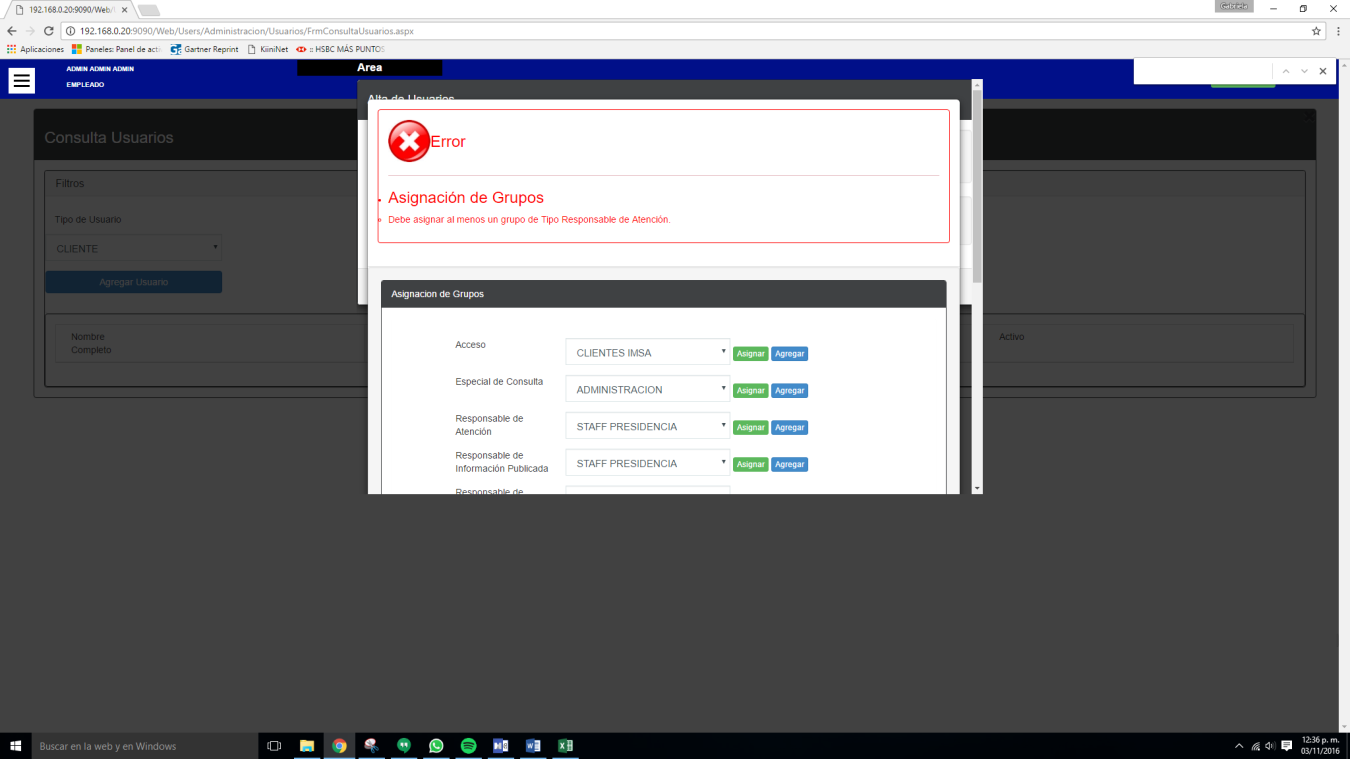 192.168.0.20:9090/Web/
Gabriela
192.168.0.20:9090/Web/Users/Administracion/Usuarios/FrmConsultaUsuarios.aspx
Aplicaciones Paneles: Panel de act Gartner Reprint KiiniNet :: HSBC MÁS PUNTOS
ADMIN ADMIN ADMIN
EMPLEADO
Area
Alta de Usuarios
Consulta Usuarios
Error
Filtros
Asignación de Grupos
Debe asignar al menos un grupo de Tipo Responsable de Atención.
Tipo de Usuario
CLIENTE
Agregar Usuario
Asignacion de Grupos
Nombre
Completo
Activo
Acceso
CLIENTES IMSA Asignar Agregar
Especial de Consulta
ADMINISTRACION Asignar Agregar
Responsable de
Atención
STAFF PRESIDENCIA Asignar Agregar
Responsable de
Información Publicada
STAFF PRESIDENCIA Asignar Agregar
Responsable de
Buscar en la web y en Windows
12:36 p. m.
03/11/2016